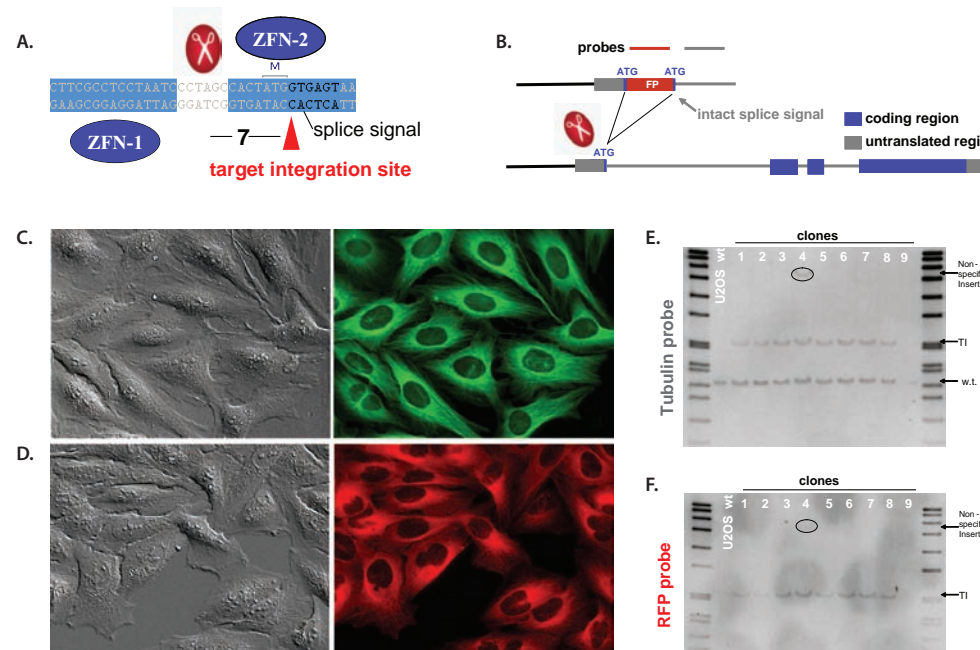 A.
ZFN-2
M
CTTCGCCTCCTAATCCCTAGCCACTATGGTGAGTAA
GAAGCGGAGGATTAGGGATCGGTGATACCACTCATT
ZFN-1
7
splice signal
target integration site
B.
probes
ATG
ATG
FP
intact splice signal
ATG
coding region
untranslated regi
C.
D.
E.
clones
U2OS wt
1 2 3 4 5 6 7 8 9
Tubulin probe
Non -
specif
Insert
TI
w.t.
F.
clones
U2OS wt
1 2 3 4 5 6 7 8 9
RFP probe
Non -
specif
Insert
TI